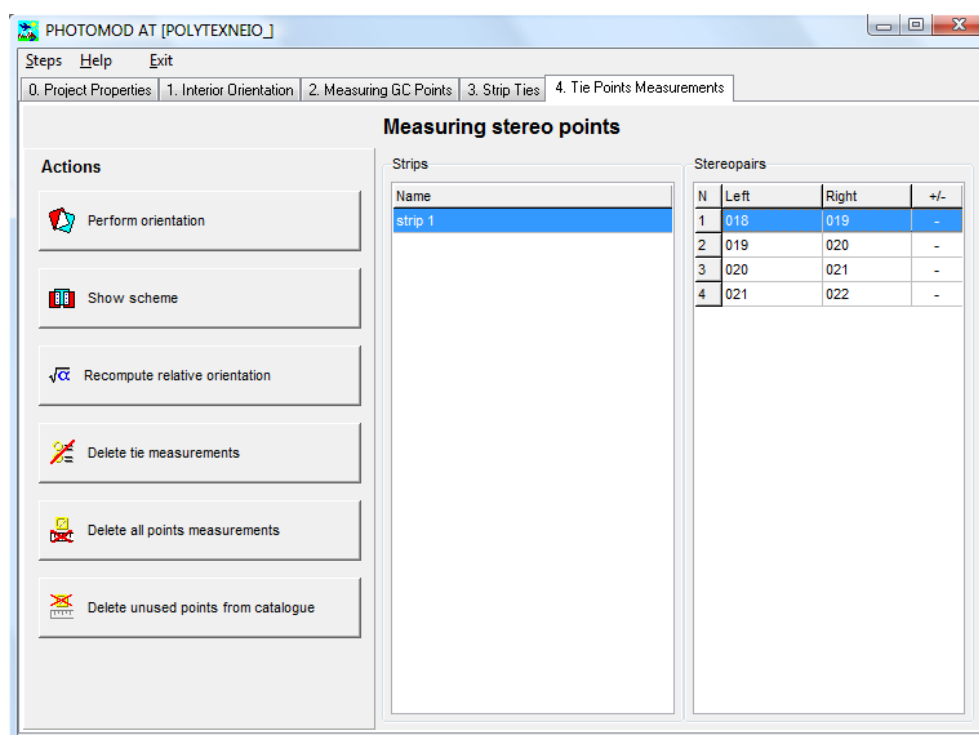 PHOTOMOD AT [POLYTEXNEIO_]
Steps Help Exit
0. Project Properties 1. Interior Orientation 2. Measuring GC Points 3. Strip Ties 4. Tie Points Measurements
Measuring stereo points
Actions
Perform orientation
Show scheme
√α Recompute relative orientation
Delete tie measurements
Delete all points measurements
Delete unused points from catalogue
Strips
Name
strip 1
Stereopairs
N Left Right +/-
1 018 019 -
2 019 020 -
3 020 021 -
4 021 022 -